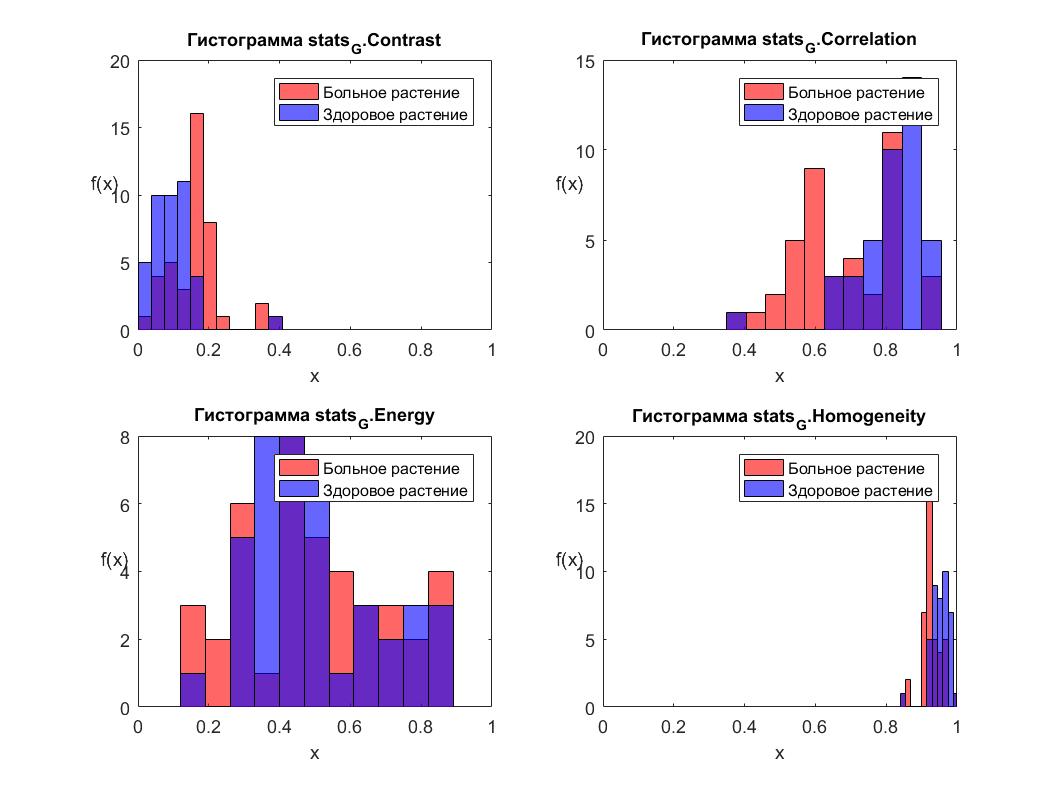 Гистограмма stats_G.Contrast
20
15
10
5
0
f(x)
Больное растение
Здоровое растение
0 0.2 0.4 0.6 0.8 1
x
Гистограмма stats_G.Correlation
15
10
5
0
f(x)
Больное растение
Здоровое растение
0 0.2 0.4 0.6 0.8 1
x
Гистограмма stats_G.Energy
8
6
4
2
0
f(x)
Больное растение
Здоровое растение
0 0.2 0.4 0.6 0.8 1
x
Гистограмма stats_G.Homogeneity
20
15
10
5
0
f(x)
Больное растение
Здоровое растение
0 0.2 0.4 0.6 0.8 1
x